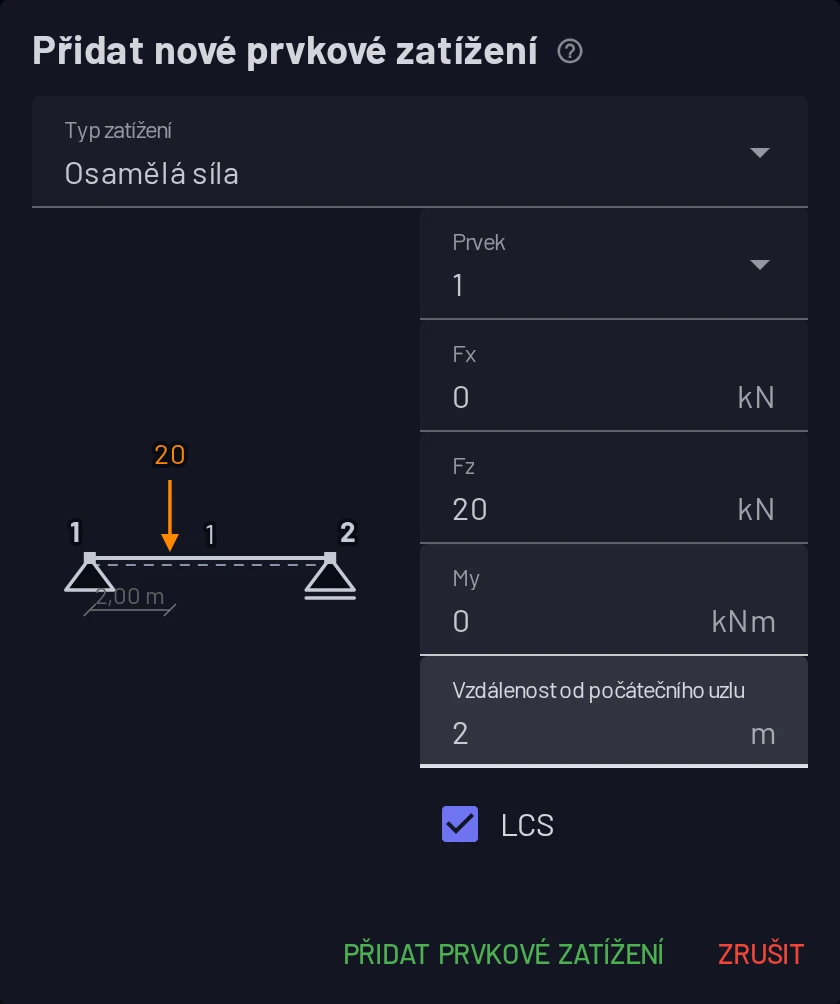 Přidat nové prvkové zatížení ?
Typ zatížení
Osamělá síla
Prvek
1
Fx
0 kN
Fz
20 kN
My
0 kNm
Vzdálenost od počátečního uzlu
2 m
LCS
20
1 1 2
2,00 m
PŘIDAT PRVKOVÉ ZATÍŽENÍ ZRUŠIT